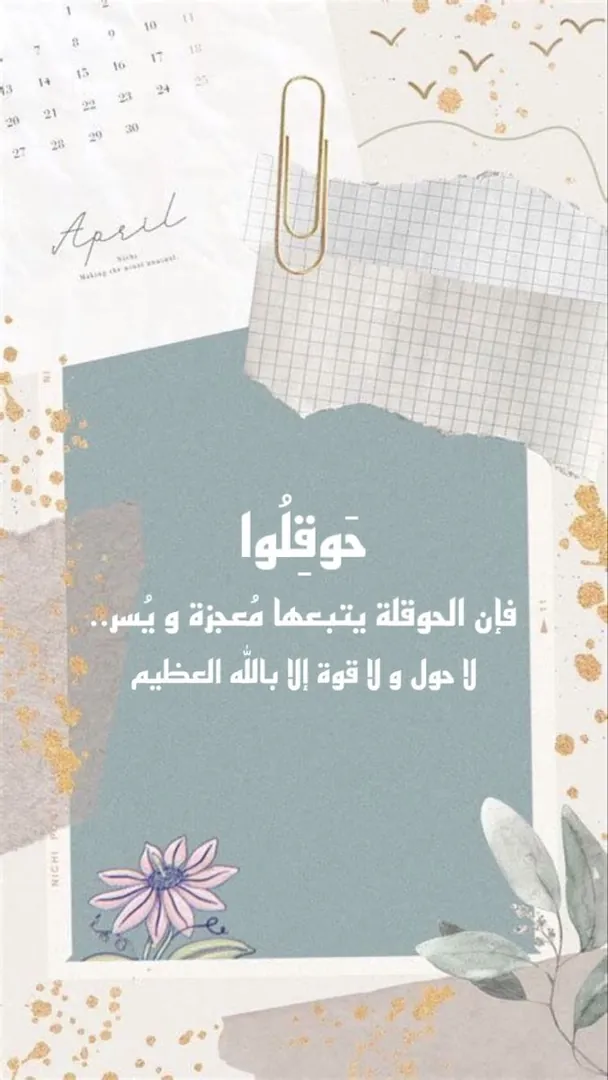 1 2
7 8 9 10 11
13 14 15 16 17 18
20 21 22 23 24 25
27 28 29 30
April
Nichi
Making the usual unusual.
حَوقِلُوا
فإن الحوقلة يتبعها مُعجزة و يُسر..
لا حول و لا قوة إلا بالله العظيم
NICHI